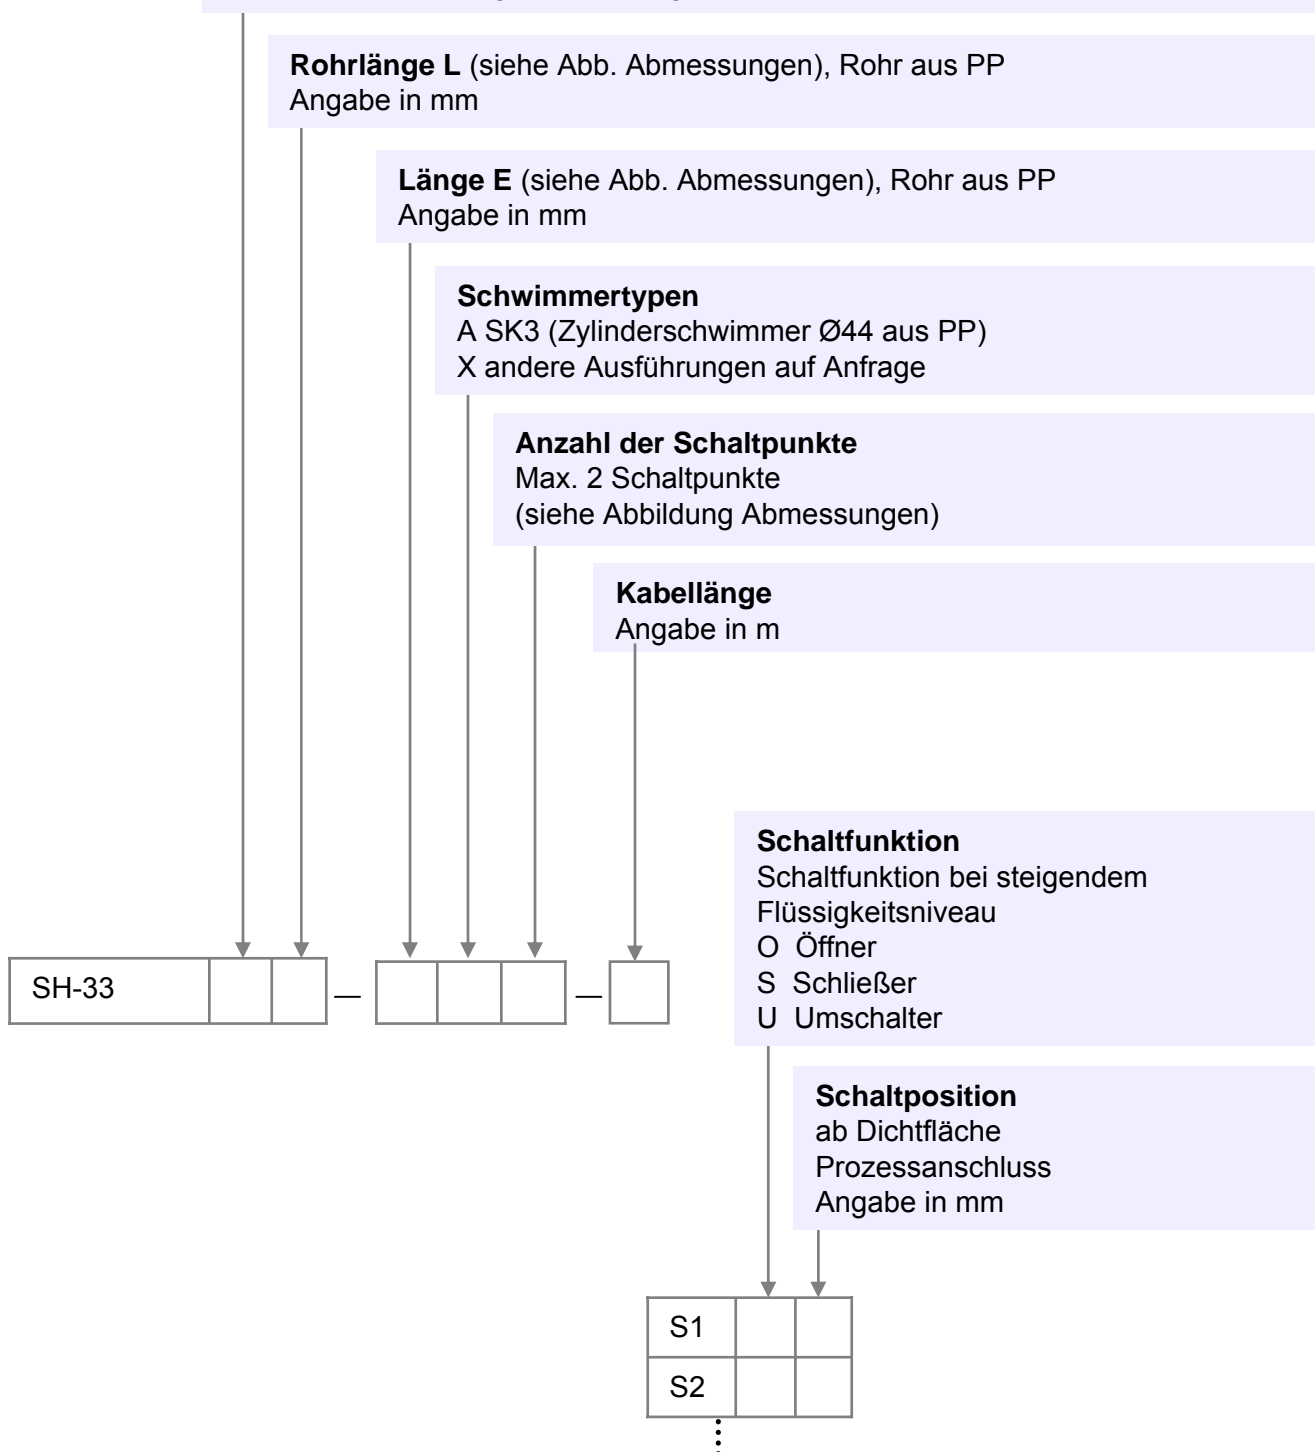 Rohrlänge L (siehe Abb. Abmessungen), Rohr aus PP
Angabe in mm
Länge E (siehe Abb. Abmessungen), Rohr aus PP
Angabe in mm
Schwimmertypen
A SK3 (Zylinderschwimmer Ø44 aus PP)
X andere Ausführungen auf Anfrage
Anzahl der Schaltpunkte
Max. 2 Schaltpunkte
(siehe Abbildung Abmessungen)
Kabellänge
Angabe in m
Schaltfunktion
Schaltfunktion bei steigendem
Flüssigkeitsniveau
O Öffner
S Schließer
U Umschalter
SH-33 — —
Schaltposition
ab Dichtfläche
Prozessanschluss
Angabe in mm
S1
S2